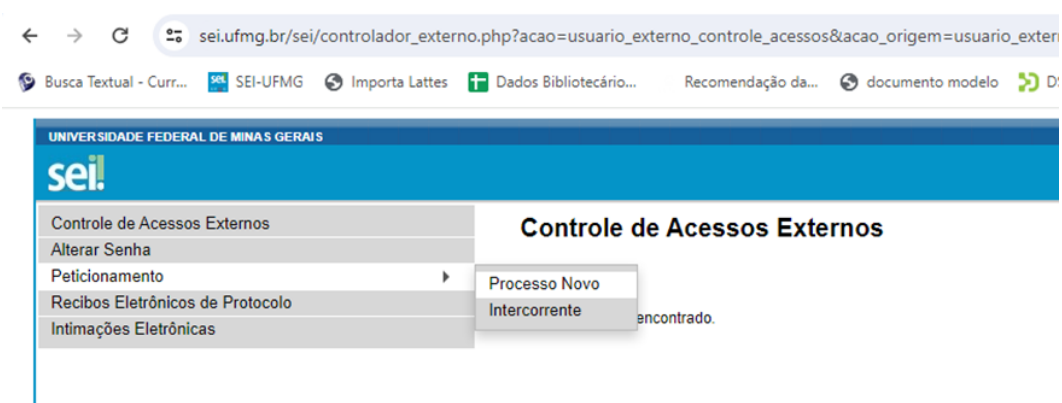 sei.ufmg.br/sei/controlador_externo.php?acao=usuario_externo_controle_acessos&acao_origem=usuario_exter
Busca Textual - Curr... SEI-UFMG Importa Lattes Dados Bibliotecário... Recomendação da... documento modelo DS
UNIVERSIDADE FEDERAL DE MINAS GERAIS
sei!
Controle de Acessos Externos
Alterar Senha
Peticionamento
Recibos Eletrônicos de Protocolo
Intimações Eletrônicas
Processo Novo
Intercorrente
Controle de Acessos Externos
encontrado.